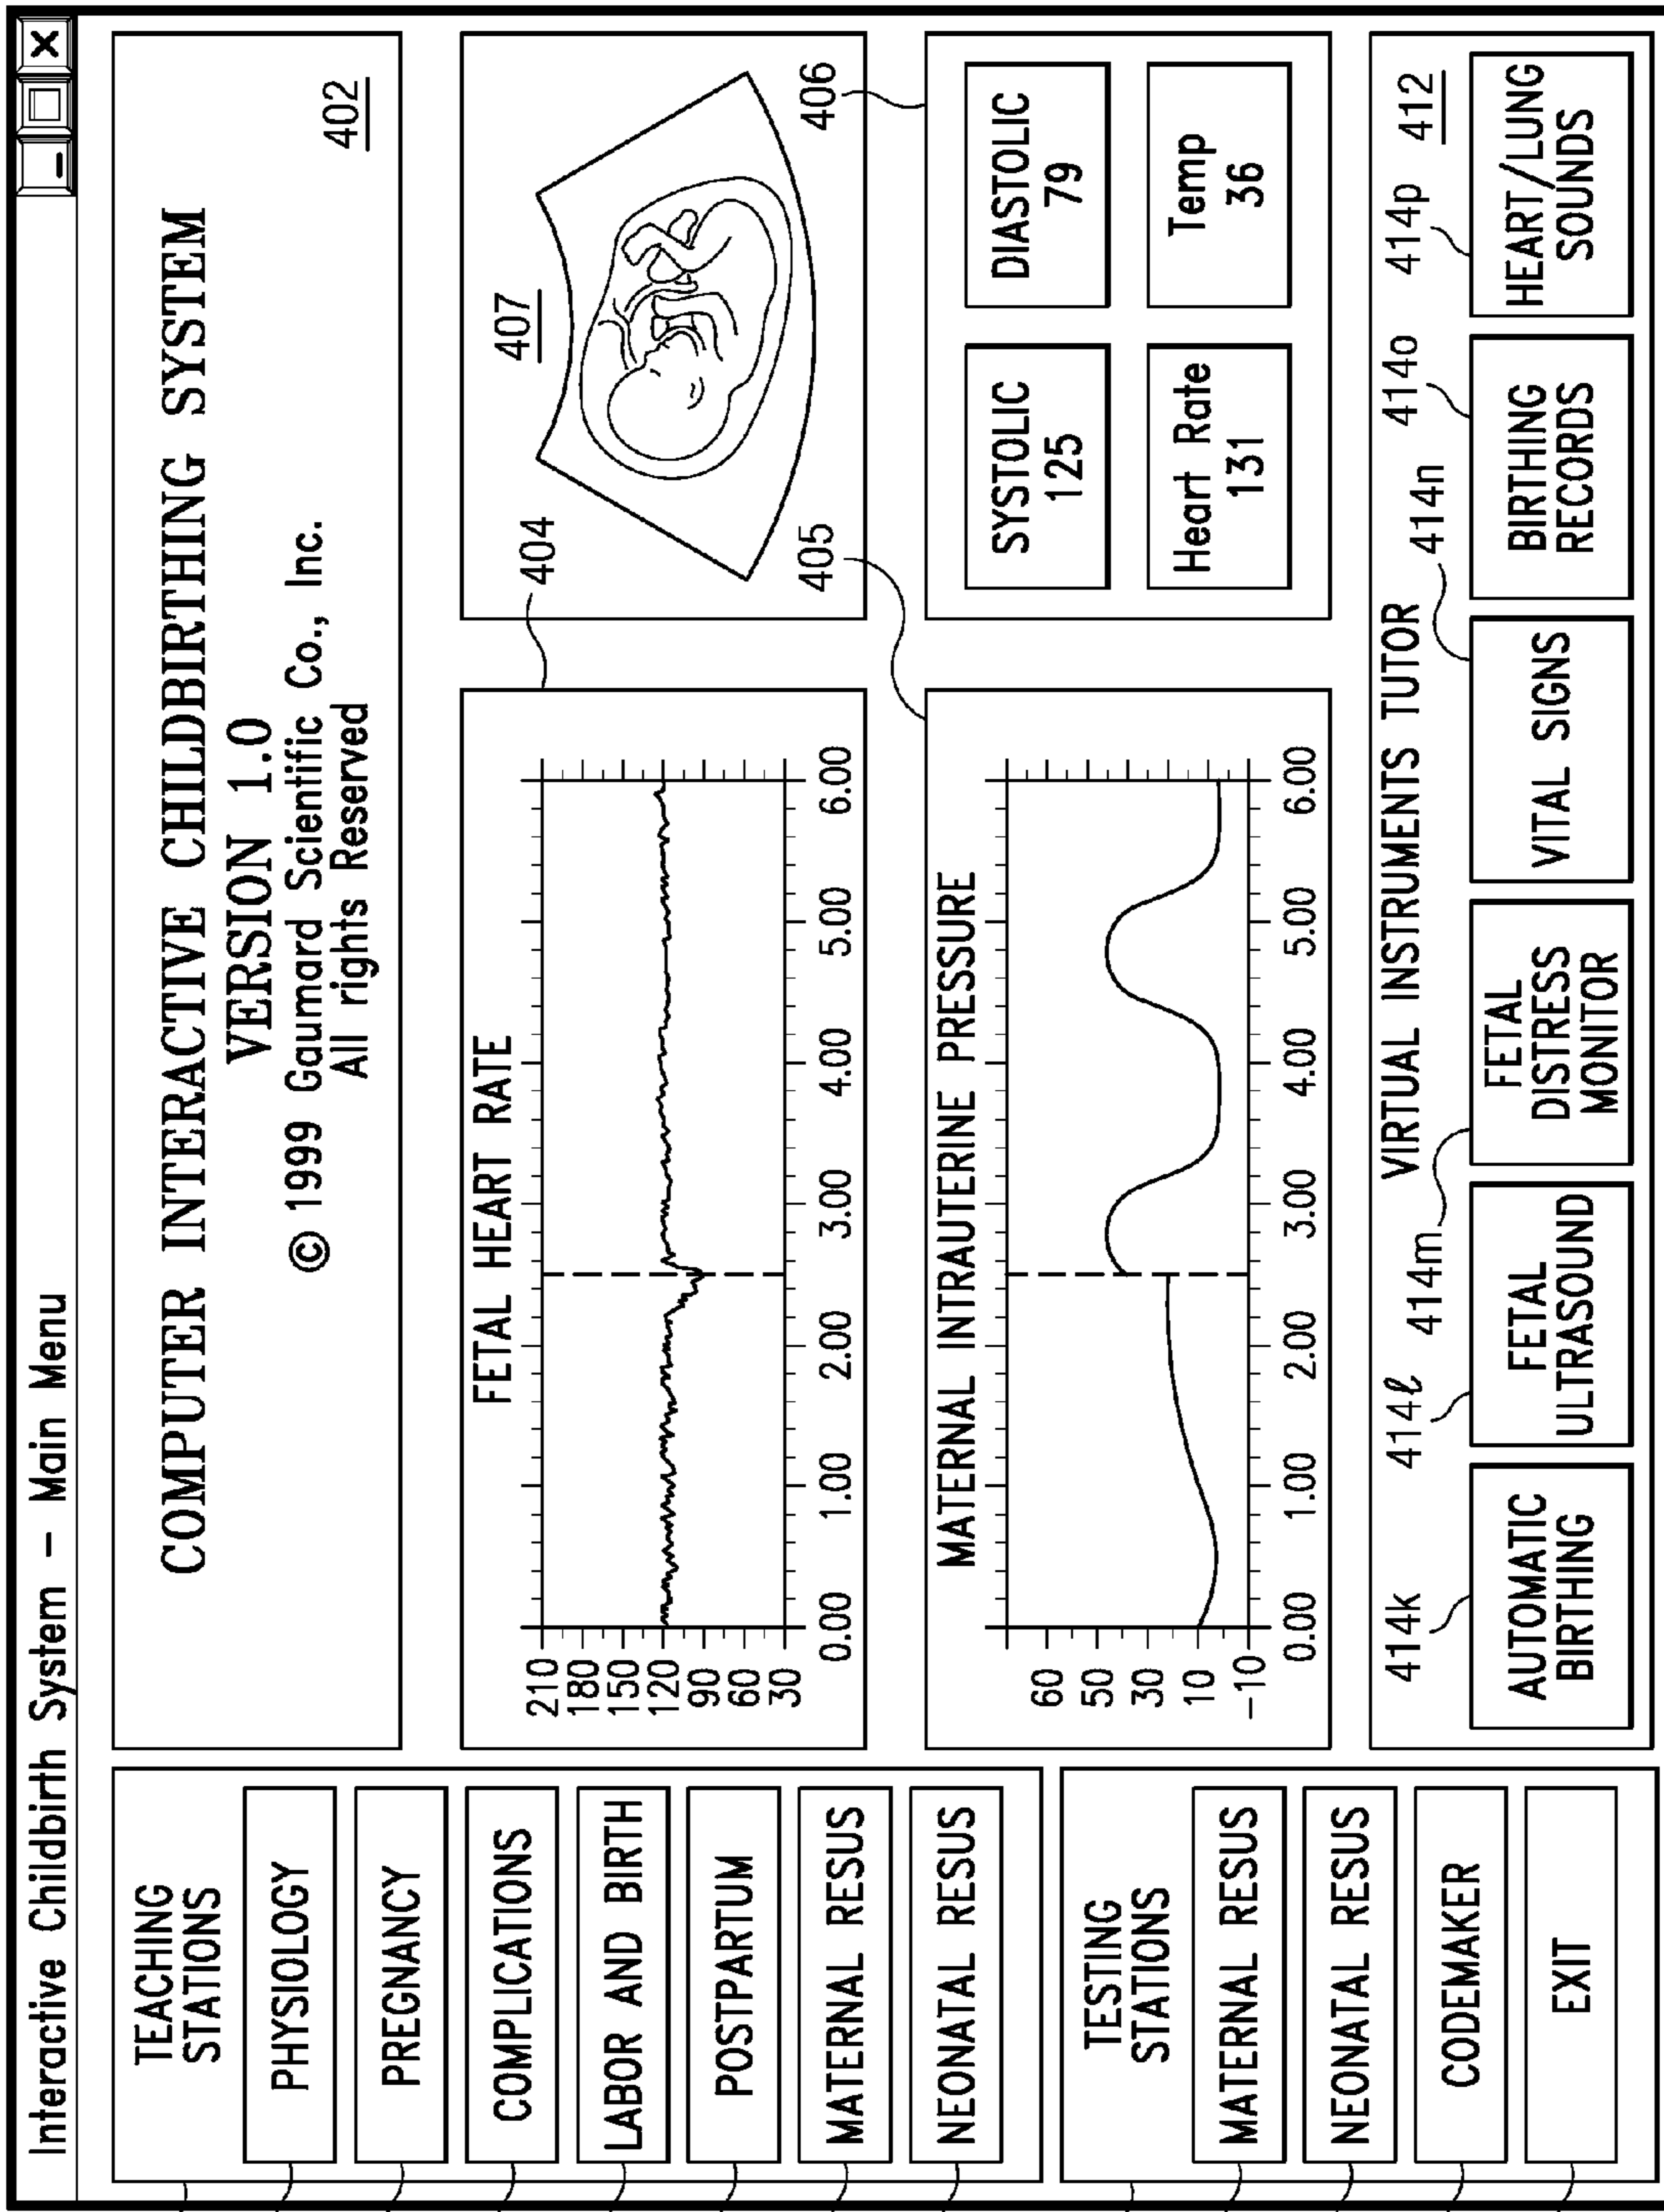 Interactive Childbirth System – Main Menu
TEACHING
STATIONS
PHYSIOLOGY
PREGNANCY
COMPLICATIONS
LABOR AND BIRTH
POSTPARTUM
MATERNAL RESUS
NEONATAL RESUS
TESTING
STATIONS
MATERNAL RESUS
NEONATAL RESUS
CODEMAKER
EXIT
COMPUTER INTERACTIVE CHILDBIRTHING SYSTEM
VERSION 1.0
© 1999 Gaumard Scientific Co., Inc.
All rights Reserved
402
FETAL HEART RATE
404
210
180
150
120
90
60
30
0.00 1.00 2.00 3.00 4.00 5.00 6.00
407
MATERNAL INTRAUTERINE PRESSURE
405
60
50
30
10
-10
0.00 1.00 2.00 3.00 4.00 5.00 6.00
406
SYSTOLIC
125
DIASTOLIC
79
Heart Rate
131
Temp
36
VIRTUAL INSTRUMENTS TUTOR
412
414k
AUTOMATIC
BIRTHING
414ℓ
FETAL
ULTRASOUND
414m
FETAL
DISTRESS
MONITOR
414n
VITAL SIGNS
414o
BIRTHING
RECORDS
414p
HEART/LUNG
SOUNDS